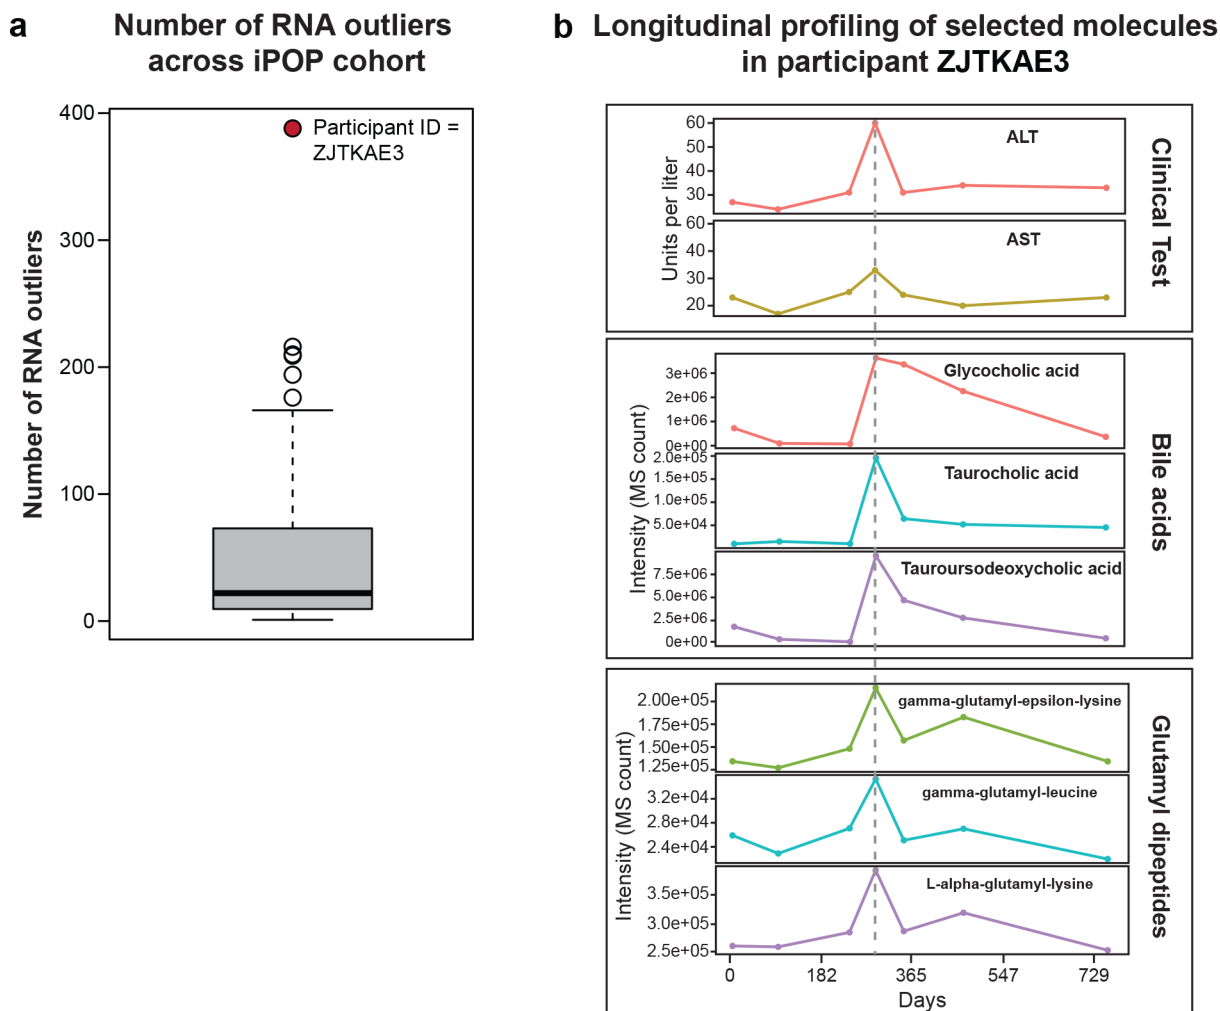 a
Number of RNA outliers
across iPOP cohort
400
300
200
100
0
Number of RNA outliers
Participant ID =
ZJTKAE3
b
Longitudinal profiling of selected molecules
in participant ZJTKAE3
Units per liter
60
50
40
30
ALT
60
40
30
20
AST
Clinical Test
Intensity (MS count)
3e+06
2e+06
1e+06
0e+00
Glycocholic acid
2.0e+05
1.5e+05
1.0e+05
5.0e+04
Taurocholic acid
7.5e+06
5.0e+06
2.5e+06
0e+00
Tauroursodeoxycholic acid
Bile acids
Intensity (MS count)
2.00e+05
1.75e+05
1.50e+05
1.25e+05
gamma-glutamyl-epsilon-lysine
3.2e+04
2.8e+04
2.4e+04
gamma-glutamyl-leucine
3.5e+05
3.0e+05
2.5e+05
L-alpha-glutamyl-lysine
Glutamyl dipeptides
0 182 365 547 729
Days